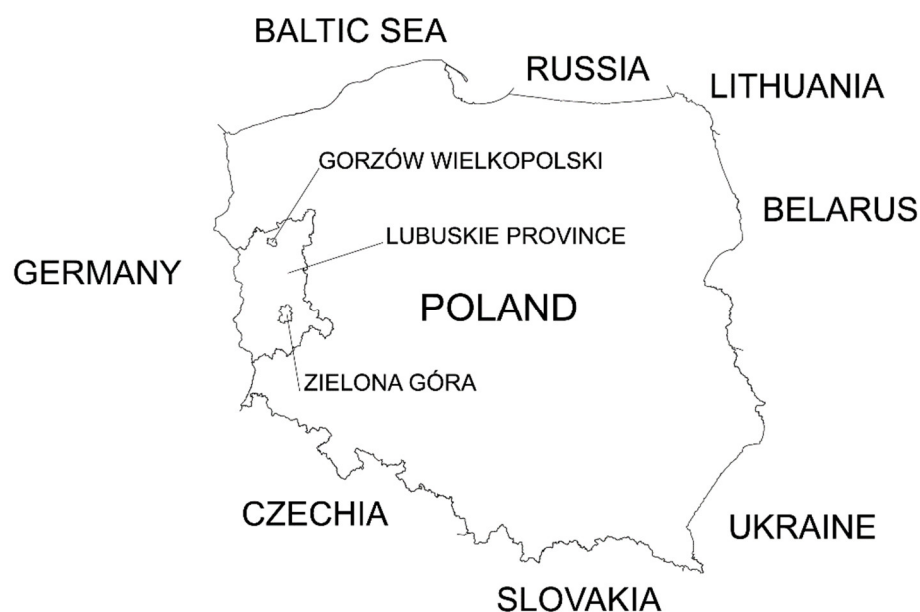 BALTIC SEA
RUSSIA
LITHUANIA
GORZÓW WIELKOPOLSKI
BELARUS
LUBUSKIE PROVINCE
GERMANY
POLAND
ZIELONA GÓRA
CZECHIA
UKRAINE
SLOVAKIA